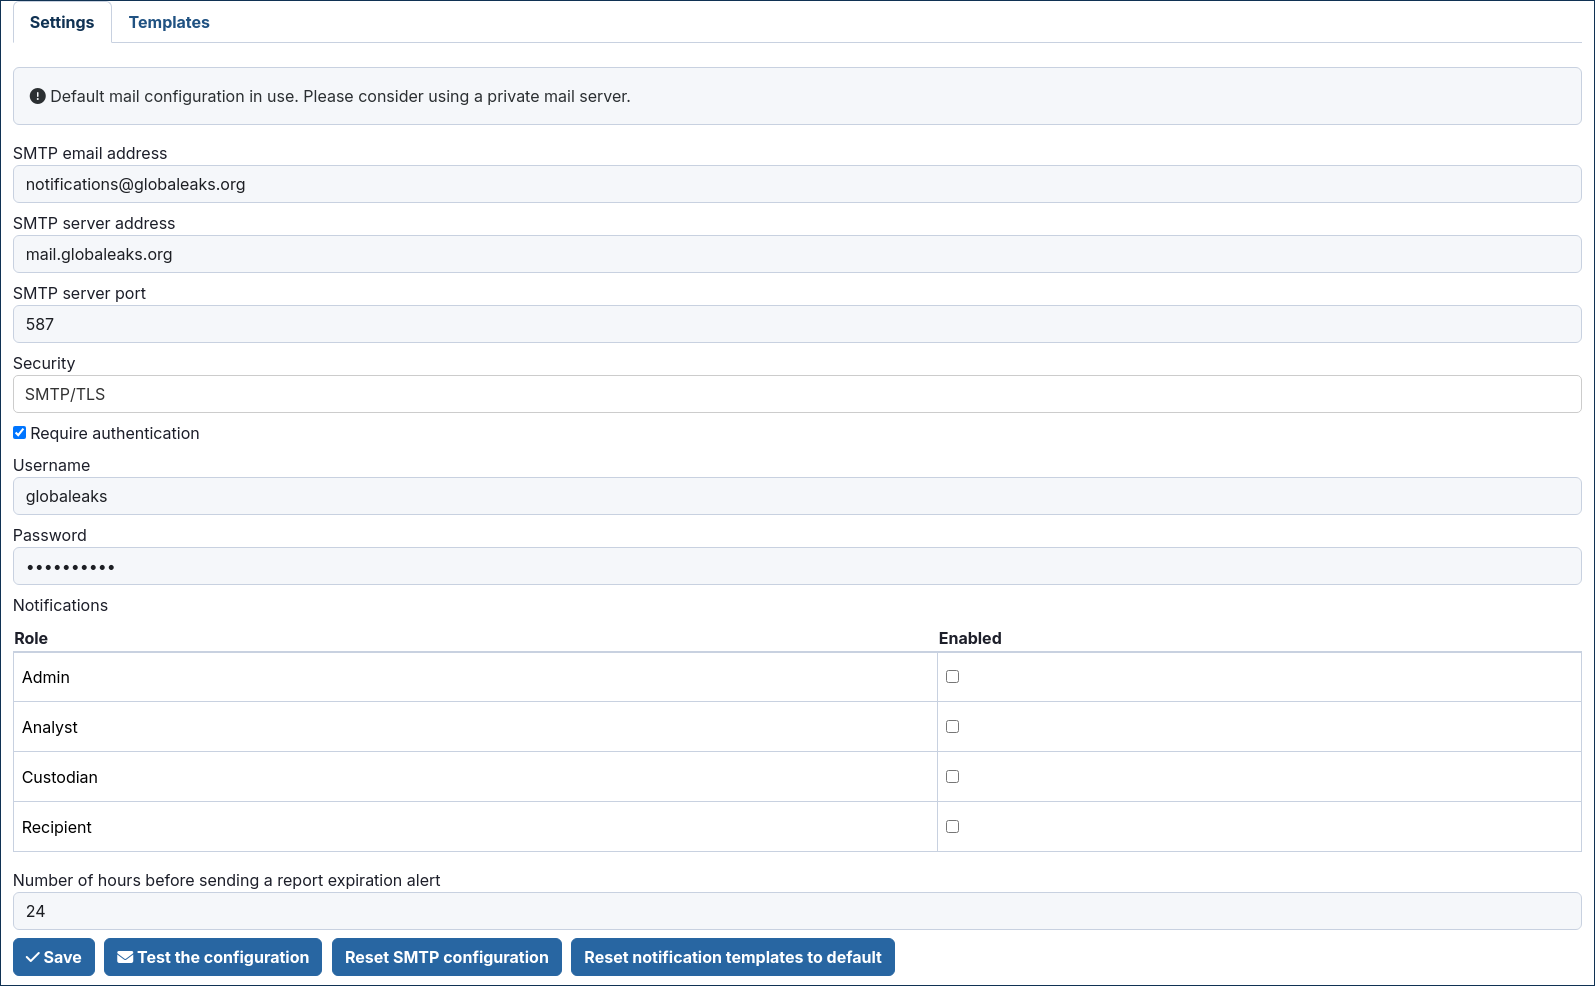 Settings Templates
Default mail configuration in use. Please consider using a private mail server.
SMTP email address
notifications@globaleaks.org
SMTP server address
mail.globaleaks.org
SMTP server port
587
Security
SMTP/TLS
Require authentication
Username
globaleaks
Password
••••••••••
Notifications
Role Enabled
Admin
Analyst
Custodian
Recipient
Number of hours before sending a report expiration alert
24
Save Test the configuration Reset SMTP configuration Reset notification templates to default